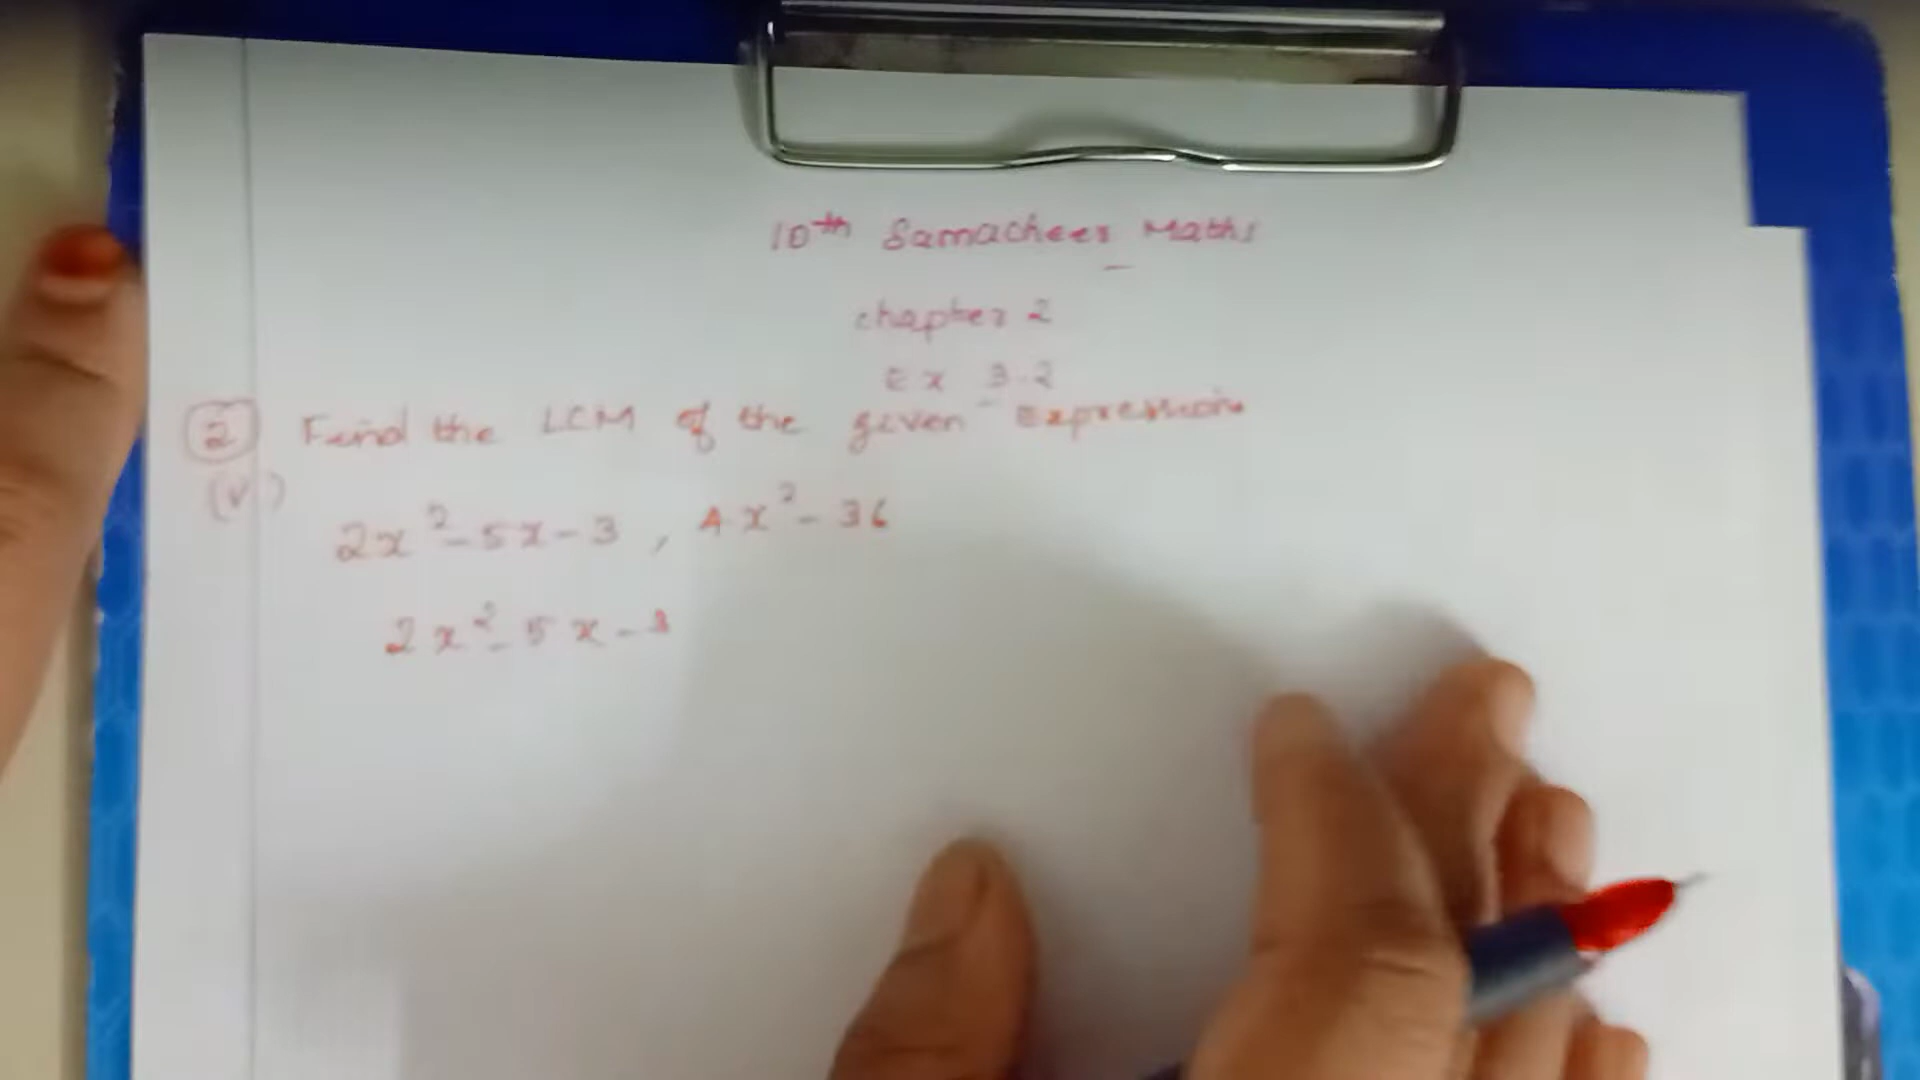 10th Samacheer Maths
chapter 2
Ex 3.2
2 Find the LCM of the given Expression
(V)
2x² - 5x - 3 , 4x² - 36
2x² - 5x - 3